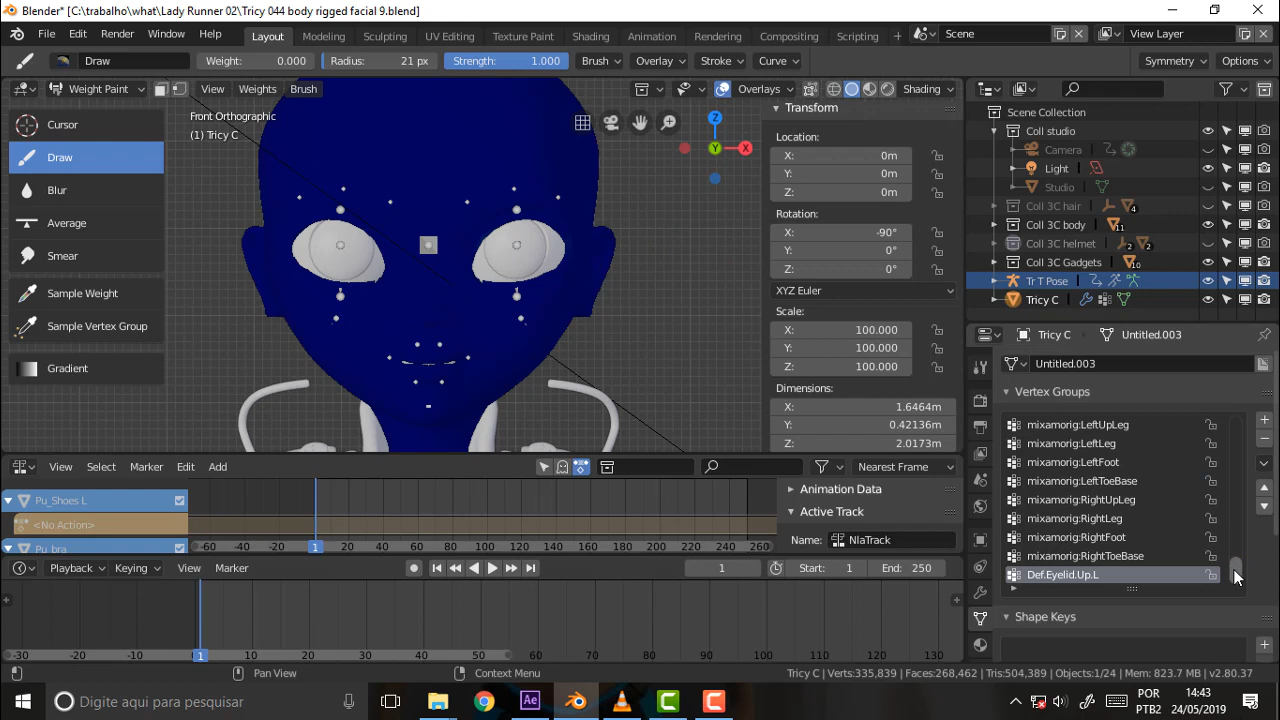 Blender* [C:\trabalho\what\Lady Runner 02\Tricy 044 body rigged facial 9.blend]
File Edit Render Window Help Layout Modeling Sculpting UV Editing Texture Paint Shading Animation Rendering Compositing Scripting + Scene View Layer
Draw Weight: 0.000 Radius: 21 px Strength: 1.000 Brush Overlay Stroke Curve Symmetry Options
Weight Paint View Weights Brush Overlays Shading
Cursor
Draw
Blur
Average
Smear
Sample Weight
Sample Vertex Group
Gradient
Front Orthographic
(1) Tricy C
Z
Y
X
Transform
Location:
X: 0m
Y: 0m
Z: 0m
Rotation:
X: -90°
Y: 0°
Z: 0°
XYZ Euler
Scale:
X: 100.000
Y: 100.000
Z: 100.000
Dimensions:
X: 1.6464m
Y: 0.42136m
Z: 2.0173m
Scene Collection
Coll studio
Camera
Light
Studio
Coll 3C hair 4
Coll 3C body 11
Coll 3C helmet 2 2
Coll 3C Gadgets 10
Tr T Pose
Tricy C
Tricy C Untitled.003
Untitled.003
Vertex Groups
mixamorig:LeftUpLeg
mixamorig:LeftLeg
mixamorig:LeftFoot
mixamorig:LeftToeBase
mixamorig:RightUpLeg
mixamorig:RightLeg
mixamorig:RightFoot
mixamorig:RightToeBase
Def.Eyelid.Up.L
Shape Keys
View Select Marker Edit Add Nearest Frame
Pu_Shoes L
<No Action>
Pu_bra
-60 -40 -20 1 20 40 60 80 100 120 140 160 180 200 220 240 260
Animation Data
Active Track
Name: NlaTrack
Playback Keying View Marker 1 Start: 1 End: 250
-30 -20 -10 1 10 20 30 40 50 60 70 80 90 100 110 120 130
Pan View Context Menu Tricy C | Verts:335,839 | Faces:268,462 | Tris:504,389 | Objects:1/24 | Mem: 823.7 MB | v2.80.37
Digite aqui para pesquisar Ae POR PTB2 14:43 24/05/2019